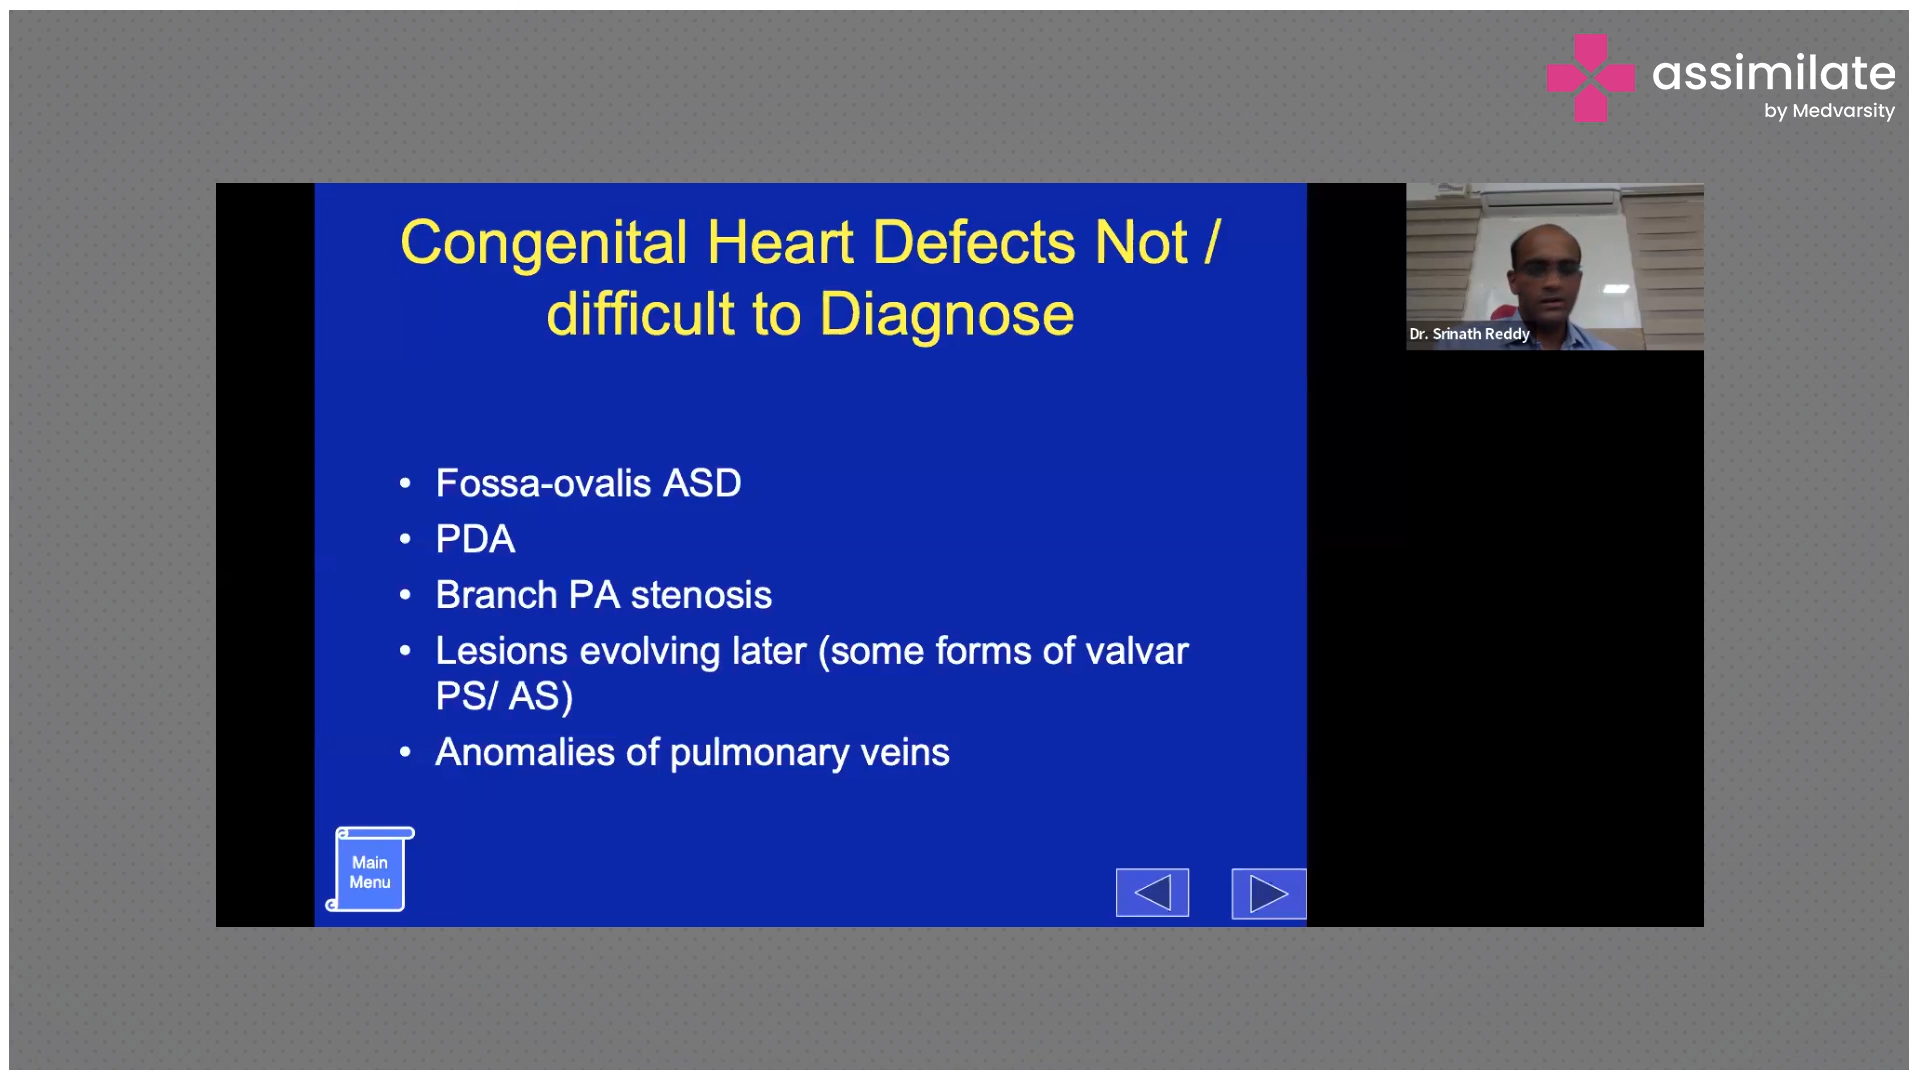 assimilate
by Medvarsity
Congenital Heart Defects Not /
difficult to Diagnose
Dr. Srinath Reddy
• Fossa-ovalis ASD
• PDA
• Branch PA stenosis
• Lesions evolving later (some forms of valvar
PS/ AS)
• Anomalies of pulmonary veins
Main
Menu